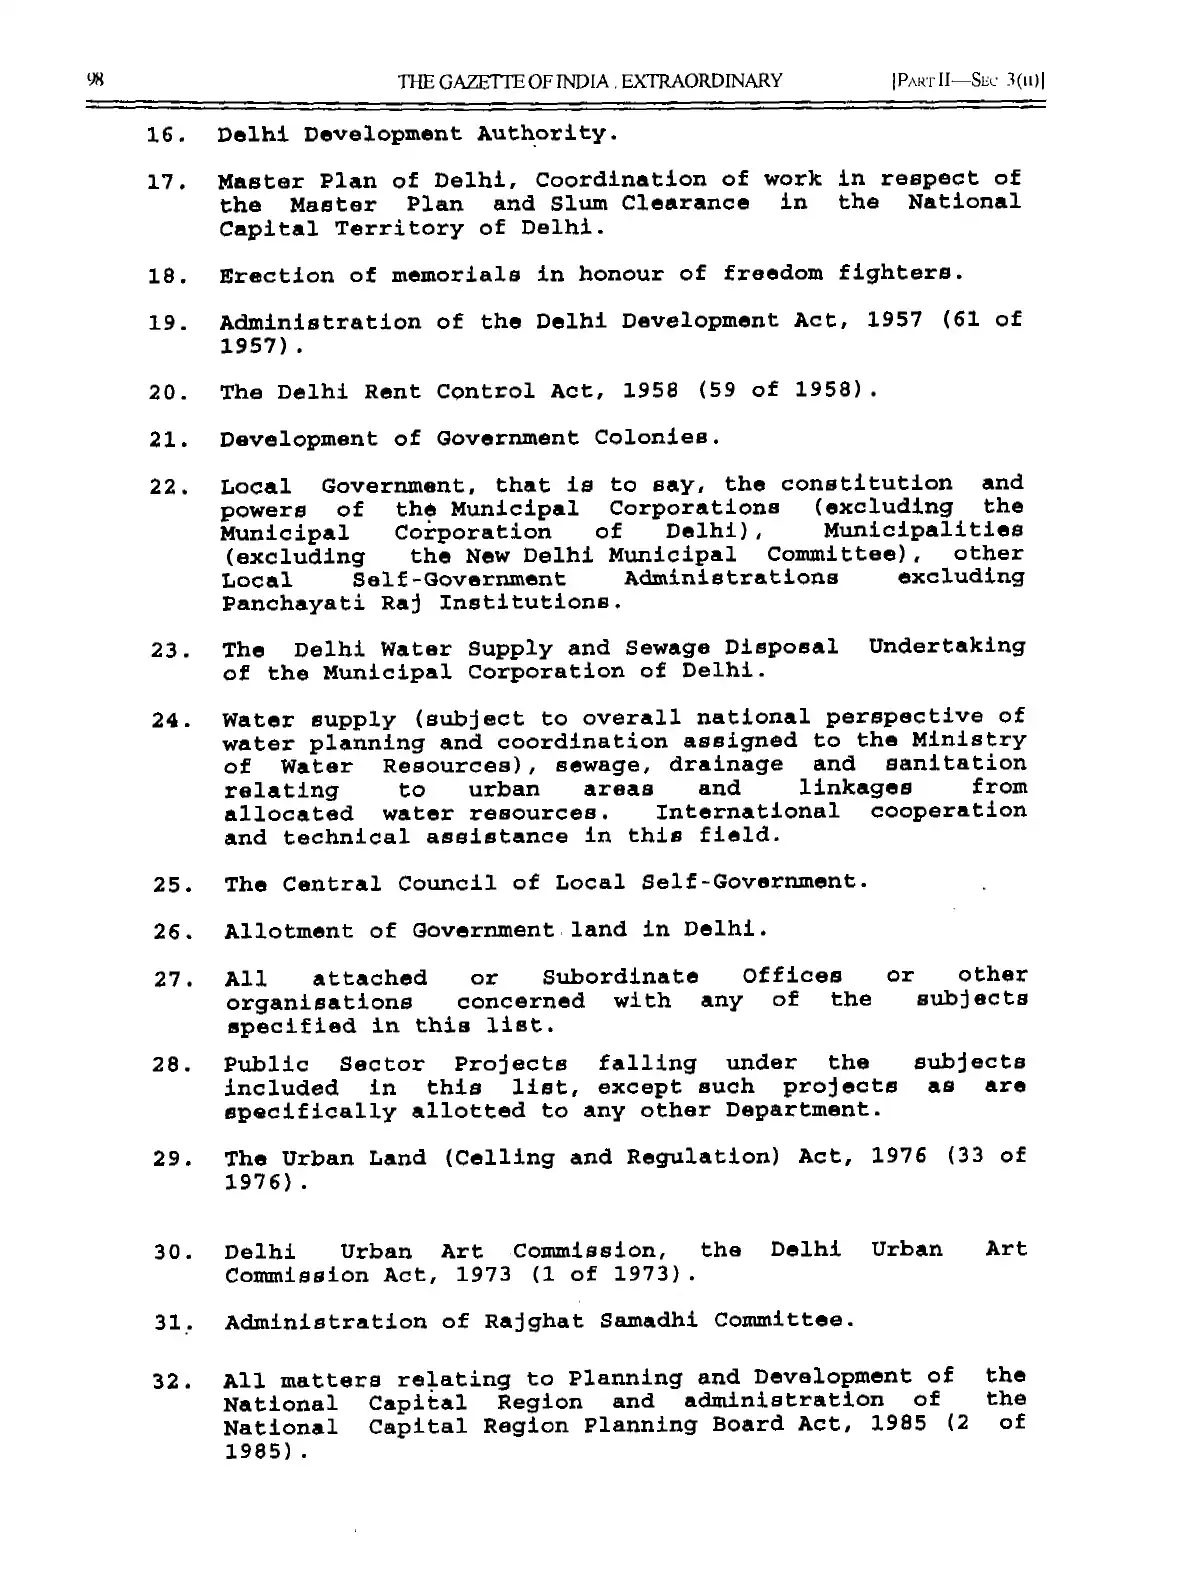 98 THE GAZETTE OF INDIA . EXTRAORDINARY [PART II—SEC 3(ii)]
16. Delhi Development Authority.
17. Master Plan of Delhi, Coordination of work in respect of
the Master Plan and Slum Clearance in the National
Capital Territory of Delhi.
18. Erection of memorials in honour of freedom fighters.
19. Administration of the Delhi Development Act, 1957 (61 of
1957).
20. The Delhi Rent Control Act, 1958 (59 of 1958).
21. Development of Government Colonies.
22. Local Government, that is to say, the constitution and
powers of the Municipal Corporations (excluding the
Municipal Corporation of Delhi), Municipalities
(excluding the New Delhi Municipal Committee), other
Local Self-Government Administrations excluding
Panchayati Raj Institutions.
23. The Delhi Water Supply and Sewage Disposal Undertaking
of the Municipal Corporation of Delhi.
24. Water supply (subject to overall national perspective of
water planning and coordination assigned to the Ministry
of Water Resources), sewage, drainage and sanitation
relating to urban areas and linkages from
allocated water resources. International cooperation
and technical assistance in this field.
25. The Central Council of Local Self-Government.
26. Allotment of Government land in Delhi.
27. All attached or Subordinate Offices or other
organisations concerned with any of the subjects
specified in this list.
28. Public Sector Projects falling under the subjects
included in this list, except such projects as are
specifically allotted to any other Department.
29. The Urban Land (Celling and Regulation) Act, 1976 (33 of
1976).
30. Delhi Urban Art Commission, the Delhi Urban Art
Commission Act, 1973 (1 of 1973).
31. Administration of Rajghat Samadhi Committee.
32. All matters relating to Planning and Development of the
National Capital Region and administration of the
National Capital Region Planning Board Act, 1985 (2 of
1985).